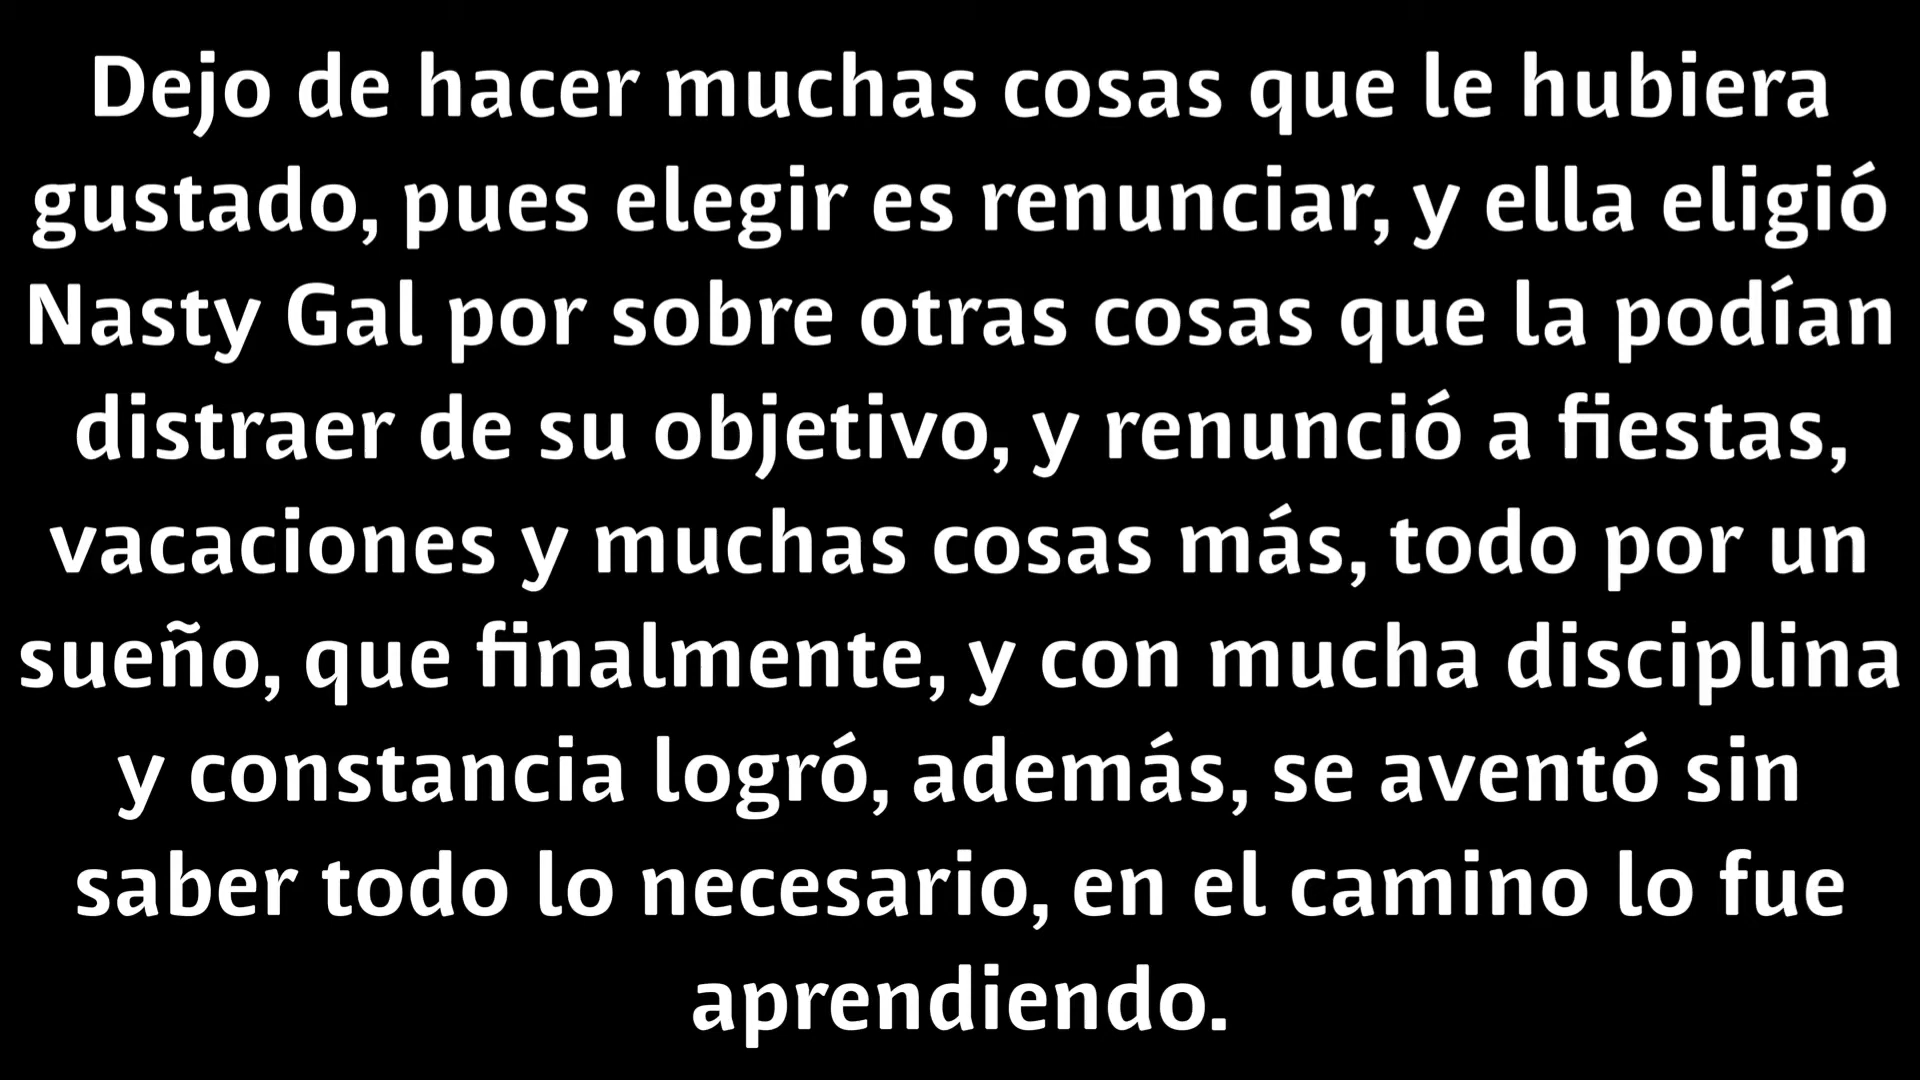 Dejo de hacer muchas cosas que le hubiera
gustado, pues elegir es renunciar, y ella eligió
Nasty Gal por sobre otras cosas que la podían
distraer de su objetivo, y renunció a fiestas,
vacaciones y muchas cosas más, todo por un
sueño, que finalmente, y con mucha disciplina
y constancia logró, además, se aventó sin
saber todo lo necesario, en el camino lo fue
aprendiendo.